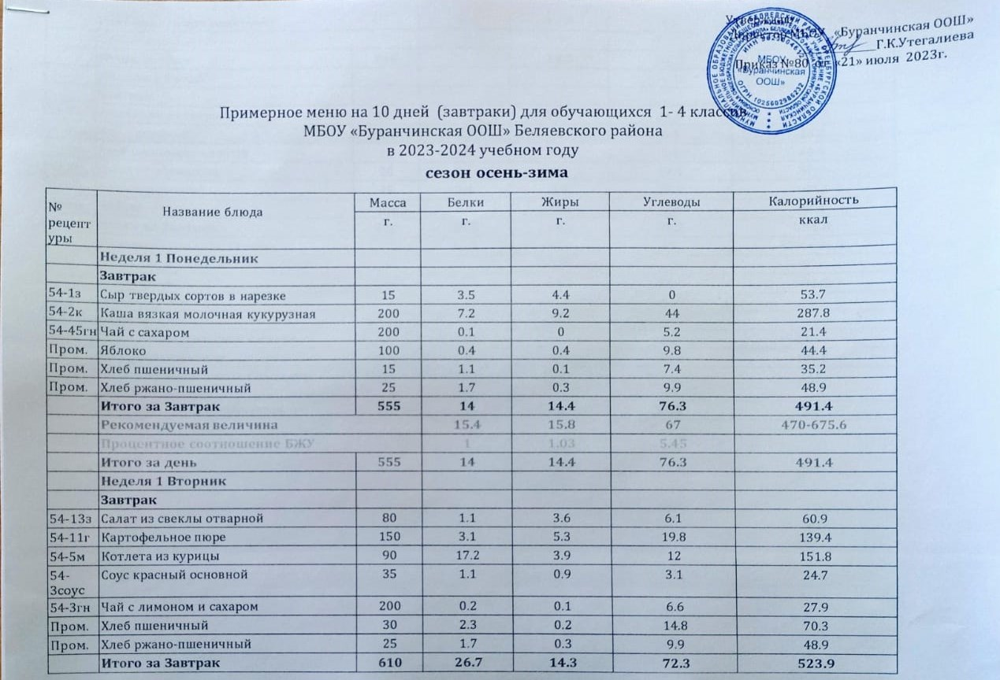 Утверждаю
Директор МБОУ «Буранчинская ООШ»
Г.К.Утегалиева
Приказ №80 от «21» июля 2023г.
МБОУ
«Буранчинская
ООШ»
ОГРН 1025602986232
Примерное меню на 10 дней (завтраки) для обучающихся 1- 4 классов
МБОУ «Буранчинская ООШ» Беляевского района
в 2023-2024 учебном году
сезон осень-зима
№ рецептуры Название блюда Масса Белки Жиры Углеводы Калорийность
г. г. г. г. ккал
Неделя 1 Понедельник
Завтрак
54-1з Сыр твердых сортов в нарезке 15 3.5 4.4 0 53.7
54-2к Каша вязкая молочная кукурузная 200 7.2 9.2 44 287.8
54-45гн Чай с сахаром 200 0.1 0 5.2 21.4
Пром. Яблоко 100 0.4 0.4 9.8 44.4
Пром. Хлеб пшеничный 15 1.1 0.1 7.4 35.2
Пром. Хлеб ржано-пшеничный 25 1.7 0.3 9.9 48.9
Итого за Завтрак 555 14 14.4 76.3 491.4
Рекомендуемая величина 15.4 15.8 67 470-675.6
Процентное соотношение БЖУ 1 1.03 5.45
Итого за день 555 14 14.4 76.3 491.4
Неделя 1 Вторник
Завтрак
54-13з Салат из свеклы отварной 80 1.1 3.6 6.1 60.9
54-11г Картофельное пюре 150 3.1 5.3 19.8 139.4
54-5м Котлета из курицы 90 17.2 3.9 12 151.8
54-3соус Соус красный основной 35 1.1 0.9 3.1 24.7
54-3гн Чай с лимоном и сахаром 200 0.2 0.1 6.6 27.9
Пром. Хлеб пшеничный 30 2.3 0.2 14.8 70.3
Пром. Хлеб ржано-пшеничный 25 1.7 0.3 9.9 48.9
Итого за Завтрак 610 26.7 14.3 72.3 523.9